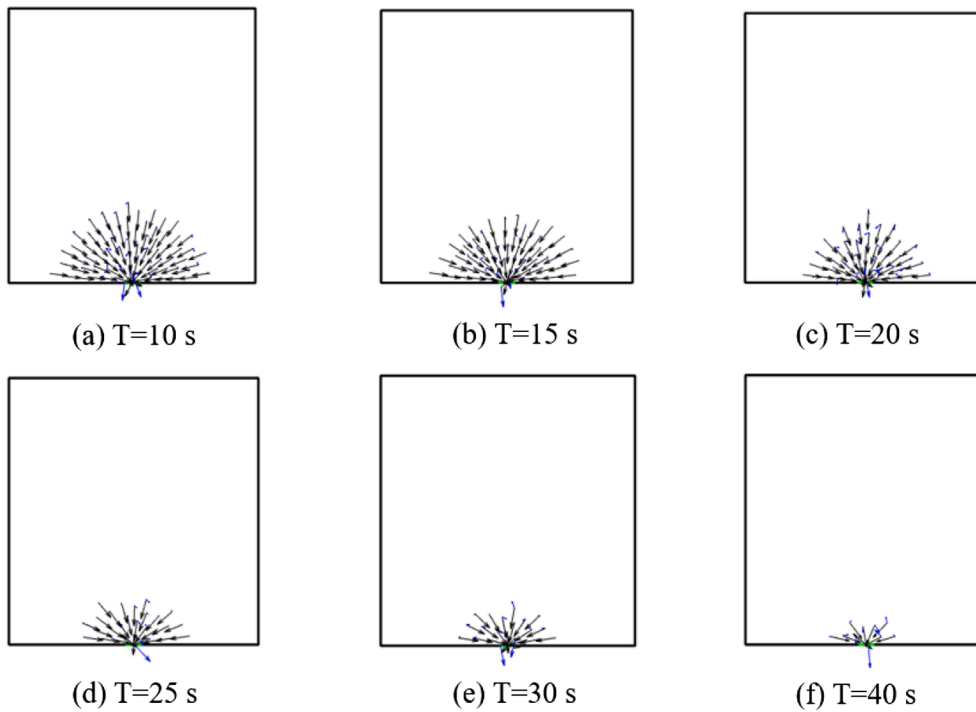 (a) T=10 s
(b) T=15 s
(c) T=20 s
(d) T=25 s
(e) T=30 s
(f) T=40 s